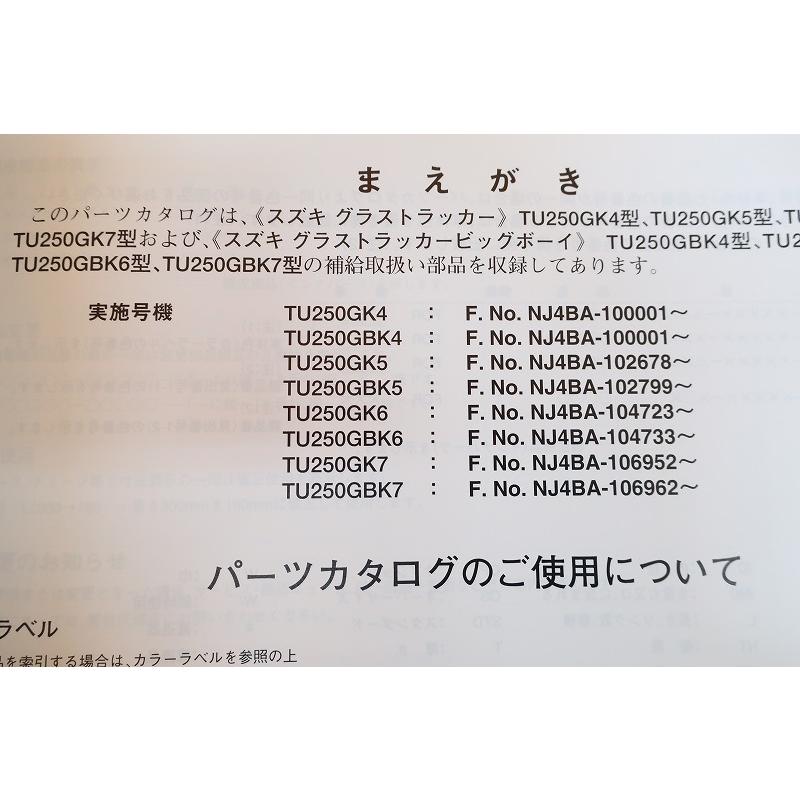 まえがき
このパーツカタログは、《スズキ グラストラッカー》 TU250GK4型、TU250GK5型、TU
TU250GK7型および、《スズキ グラストラッカービッグボーイ》 TU250GBK4型、TU2
TU250GBK6型、TU250GBK7型の補給取扱い部品を収録してあります。
実施号機 TU250GK4 : F. No. NJ4BA-100001〜
TU250GBK4 : F. No. NJ4BA-100001〜
TU250GK5 : F. No. NJ4BA-102678〜
TU250GBK5 : F. No. NJ4BA-102799〜
TU250GK6 : F. No. NJ4BA-104723〜
TU250GBK6 : F. No. NJ4BA-104733〜
TU250GK7 : F. No. NJ4BA-106952〜
TU250GBK7 : F. No. NJ4BA-106962〜
パーツカタログのご使用について
ラベル
品を索引する場合は、カラーラベルを参照の上